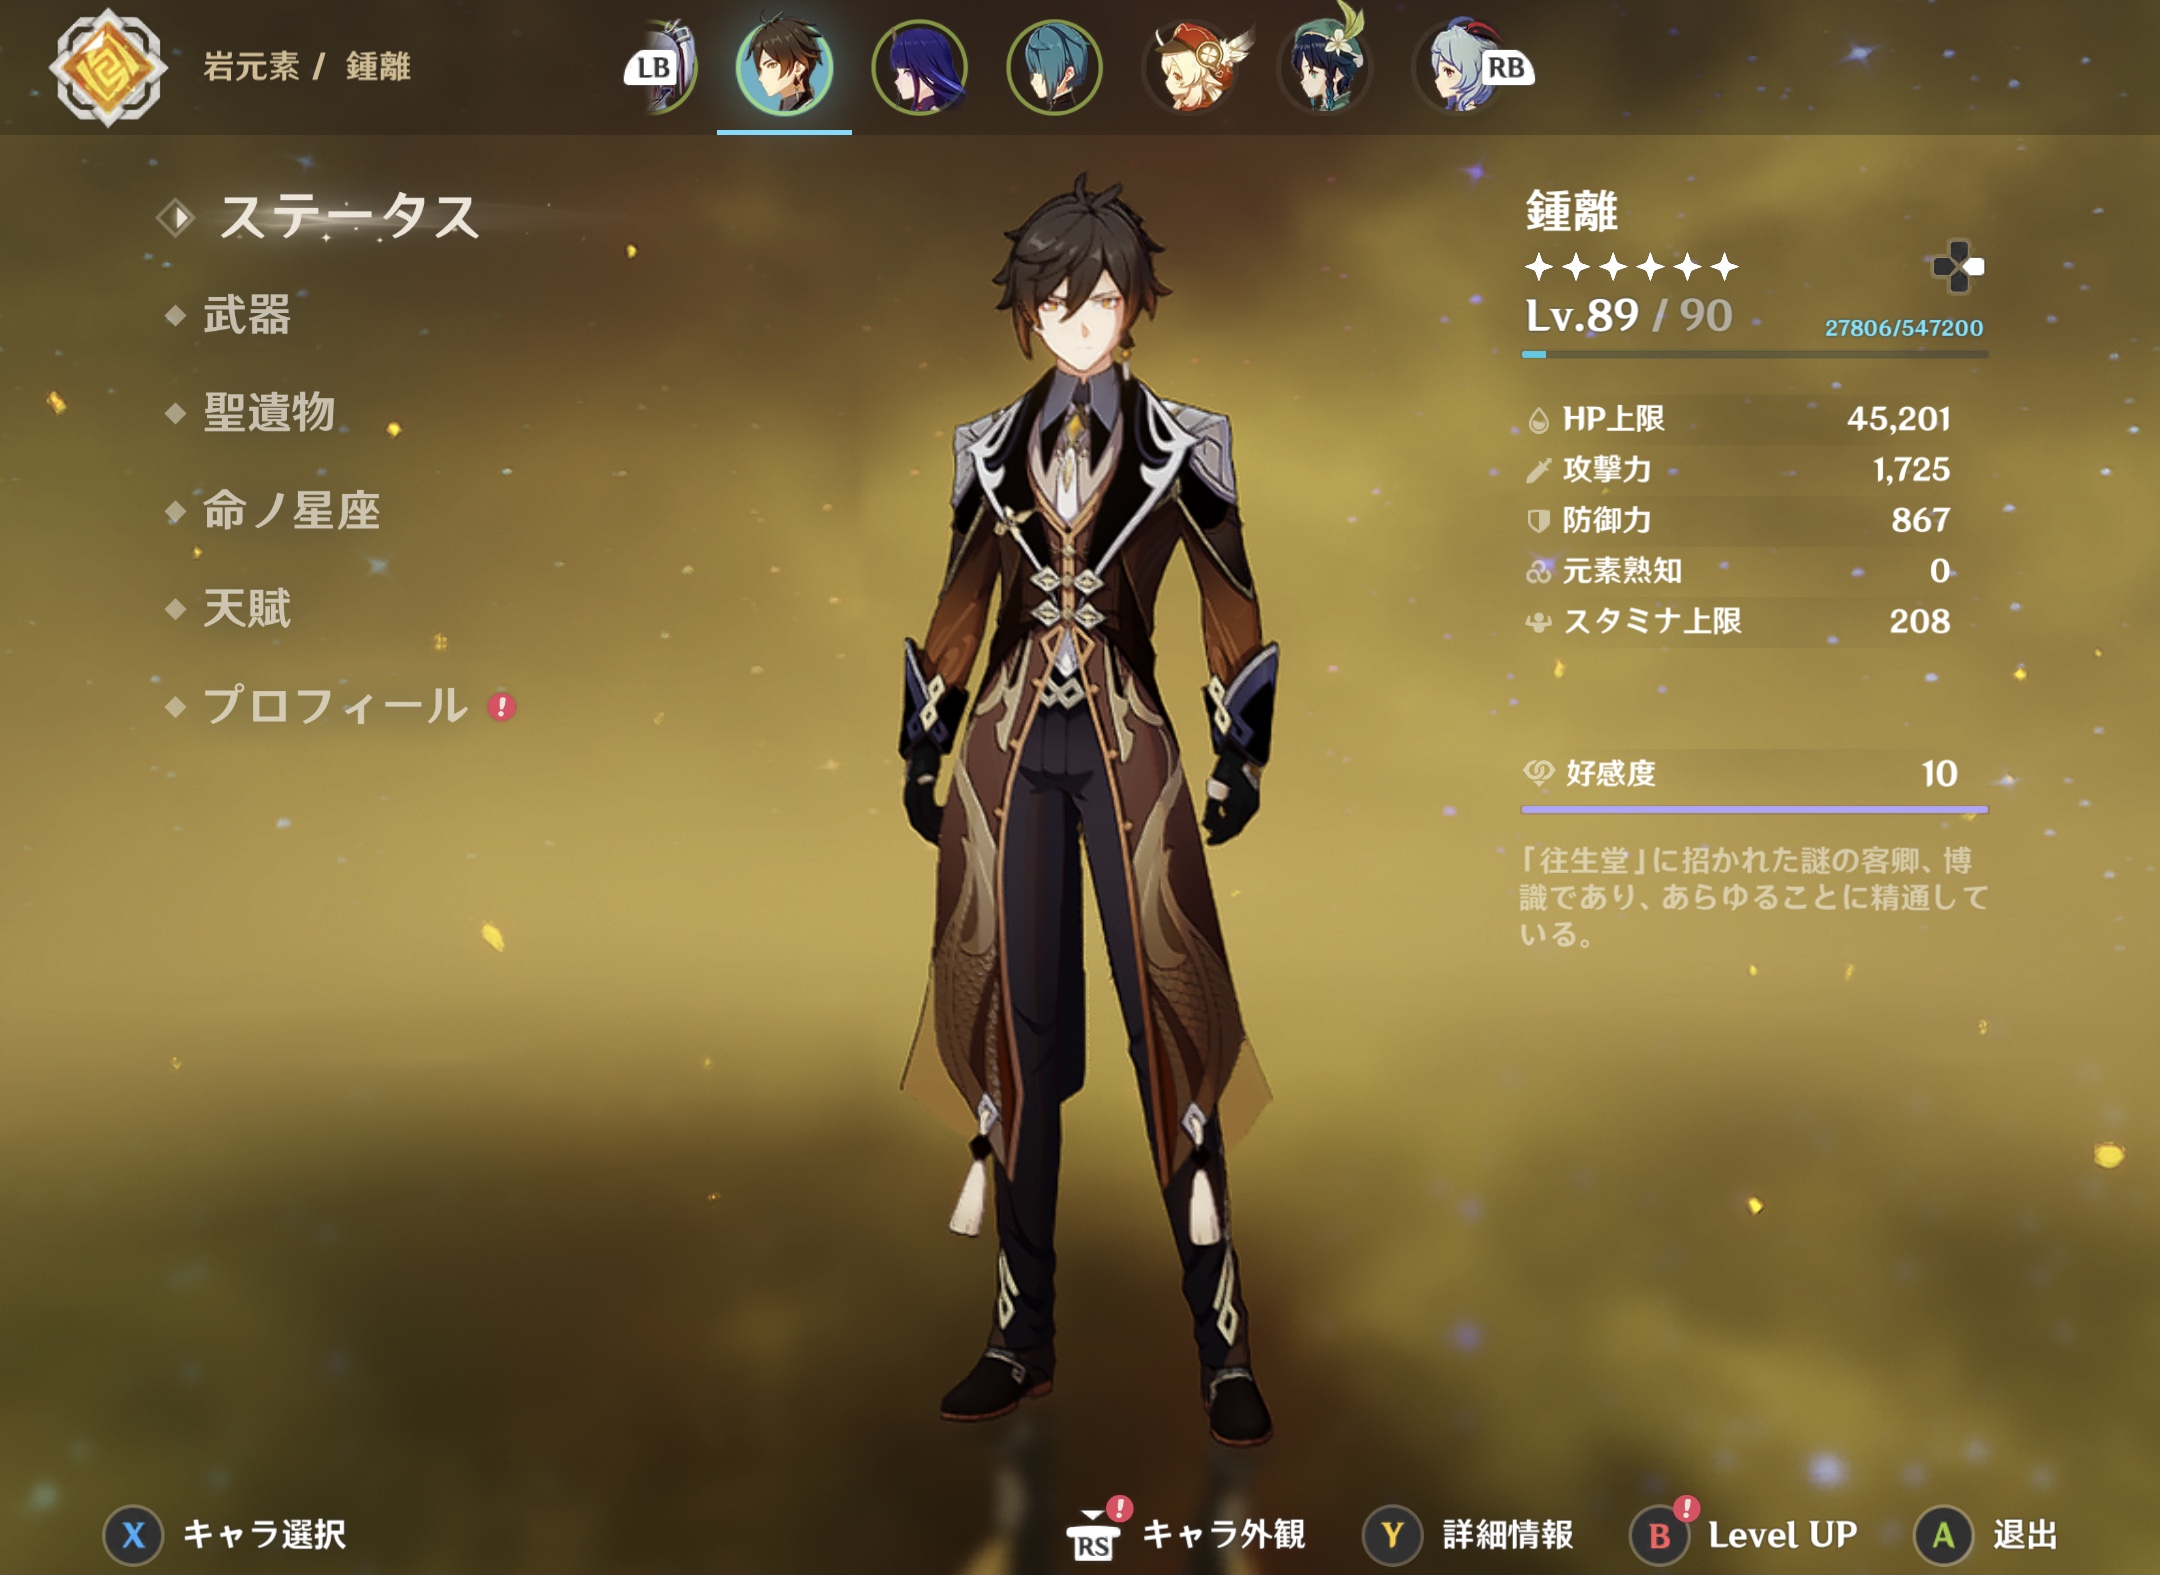 岩元素 / 鍾離
LB
RB
ステータス
武器
聖遺物
命ノ星座
天賦
プロフィール
鍾離
Lv.89 / 90
27806/547200
HP上限 45,201
攻撃力 1,725
防御力 867
元素熟知 0
スタミナ上限 208
好感度 10
「往生堂」に招かれた謎の客卿、博
識であり、あらゆることに精通して
いる。
X キャラ選択
RS キャラ外観
Y 詳細情報
B Level UP
A 退出